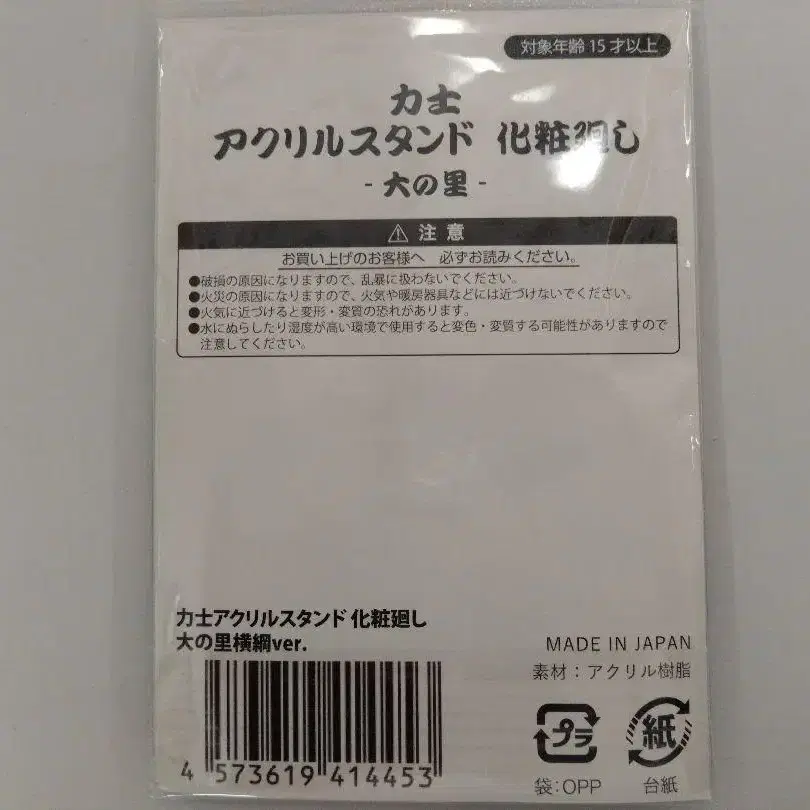 対象年齢15才以上
力士
アクリルスタンド 化粧廻し
- 大の里 -
⚠ 注意
お買い上げのお客様へ 必ずお読みください。
●破損の原因になりますので、乱暴に扱わないでください。
●火災の原因になりますので、火気や暖房器具などには近づけないでください。
●火気に近づけると変形・変質の恐れがあります。
●水にぬらしたり湿度が高い環境で使用すると変色・変質する可能性がありますので
注意してください。
力士アクリルスタンド 化粧廻し
大の里横綱ver.
MADE IN JAPAN
素材：アクリル樹脂
4 573619 414453
プラ
紙
袋:OPP
台紙